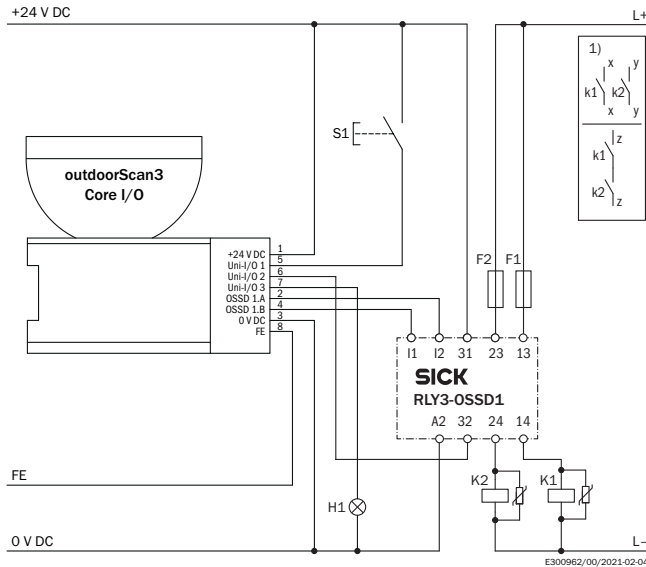 +24 V DC
L+
1)
x y
k1 k2
x y
z
k1
k2
z
S1
outdoorScan3
Core I/O
+24 V DC 1
Uni-I/O 1 5
Uni-I/O 2 6
Uni-I/O 3 7
OSSD 1.A 2
OSSD 1.B 4
0 V DC 3
FE 8
F2 F1
I1 I2 31 23 13
SICK
RLY3-OSSD1
A2 32 24 14
FE
K2 K1
H1
0 V DC
L–
E300962/00/2021-02-04